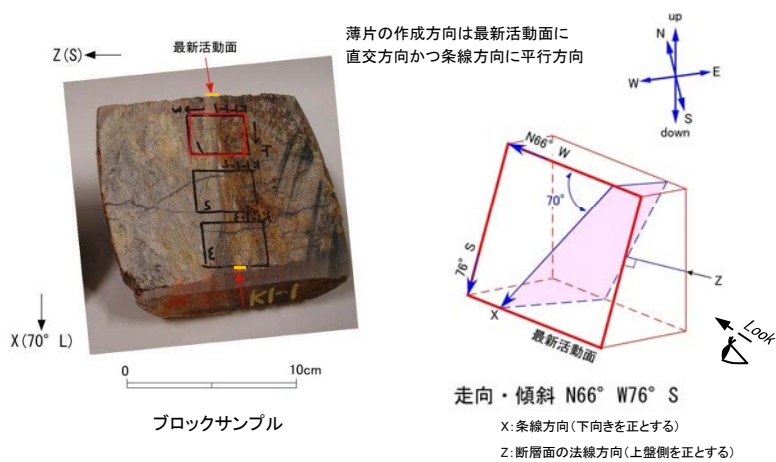 薄片の作成方向は最新活動面に
直交方向かつ条線方向に平行方向
最新活動面
Z(S)
X(70° L)
K1-1
0
10cm
ブロックサンプル
up
N
E
W
S
down
N66° W
70°
76° S
X
Z
最新活動面
Look
走向・傾斜 N66° W76° S
X:条線方向(下向きを正とする)
Z:断層面の法線方向(上盤側を正とする)